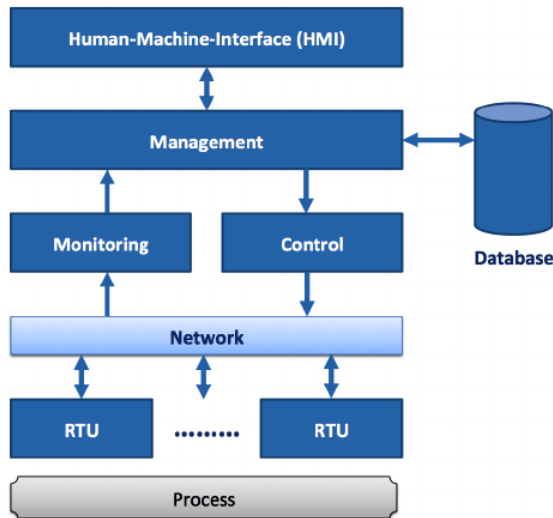 Human-Machine-Interface (HMI)
Management
Monitoring
Control
Database
Network
RTU
.........
RTU
Process